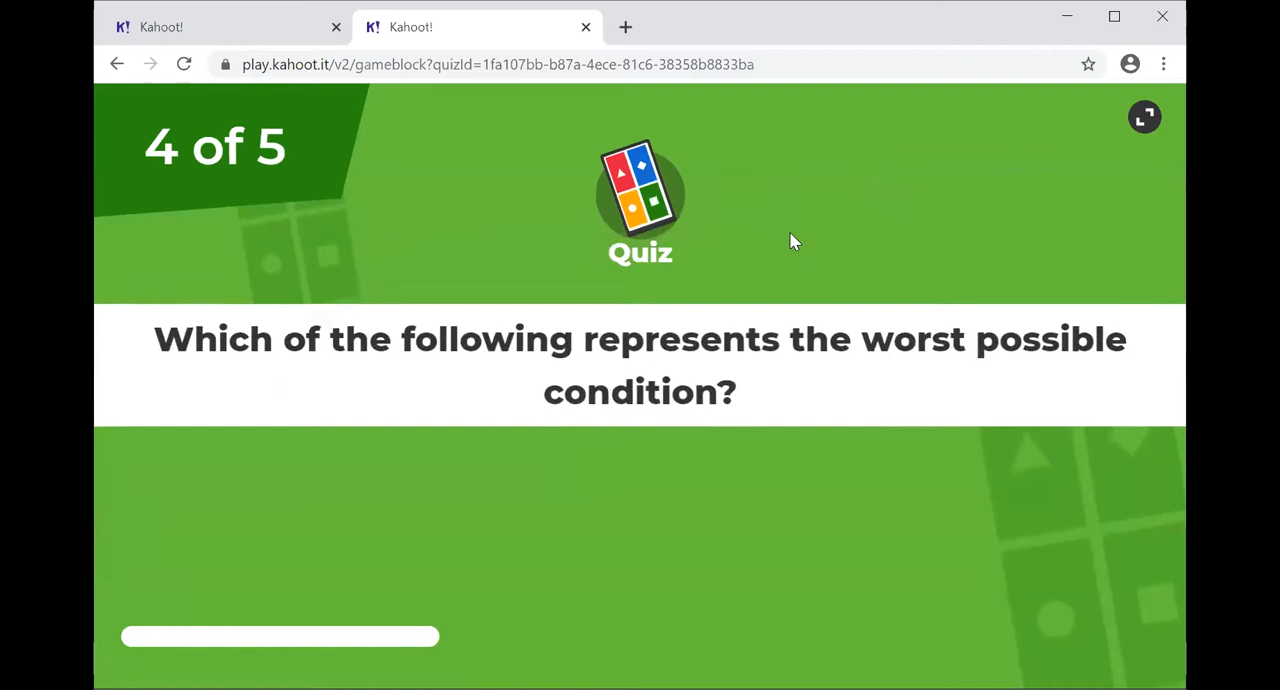 K! Kahoot!
K! Kahoot!
play.kahoot.it/v2/gameblock?quizId=1fa107bb-b87a-4ece-81c6-38358b8833ba
4 of 5
Quiz
Which of the following represents the worst possible
condition?